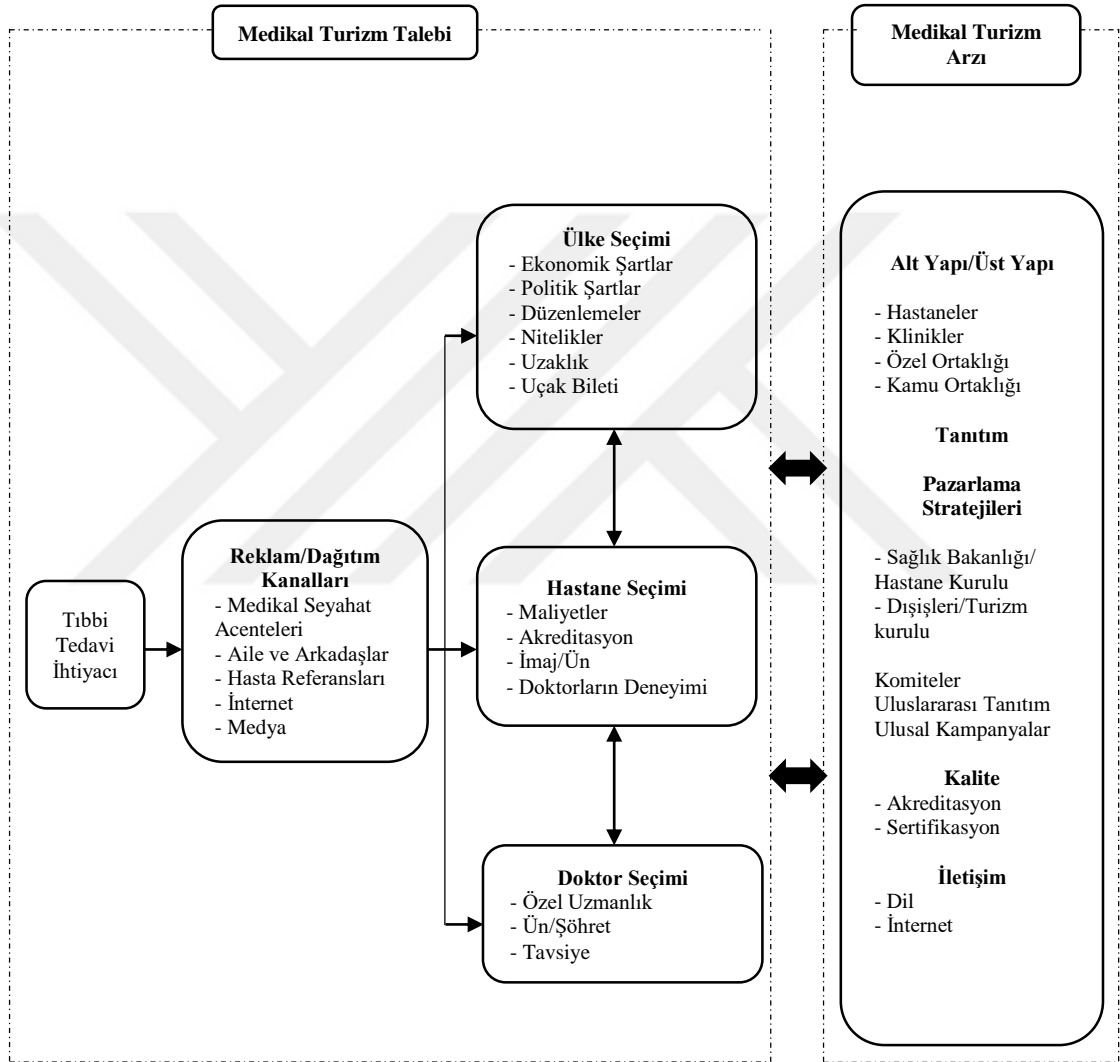 Medikal Turizm Talebi
Medikal Turizm
Arzı
Tıbbi
Tedavi
İhtiyacı
Reklam/Dağıtım
Kanalları
- Medikal Seyahat
Acenteleri
- Aile ve Arkadaşlar
- Hasta Referansları
- İnternet
- Medya
Ülke Seçimi
- Ekonomik Şartlar
- Politik Şartlar
- Düzenlemeler
- Nitelikler
- Uzaklık
- Uçak Bileti
Hastane Seçimi
- Maliyetler
- Akreditasyon
- İmaj/Ün
- Doktorların Deneyimi
Doktor Seçimi
- Özel Uzmanlık
- Ün/Şöhret
- Tavsiye
Alt Yapı/Üst Yapı
- Hastaneler
- Klinikler
- Özel Ortaklığı
- Kamu Ortaklığı
Tanıtım
Pazarlama
Stratejileri
- Sağlık Bakanlığı/
Hastane Kurulu
- Dışişleri/Turizm
kurulu
Komiteler
Uluslararası Tanıtım
Ulusal Kampanyalar
Kalite
- Akreditasyon
- Sertifikasyon
İletişim
- Dil
- İnternet